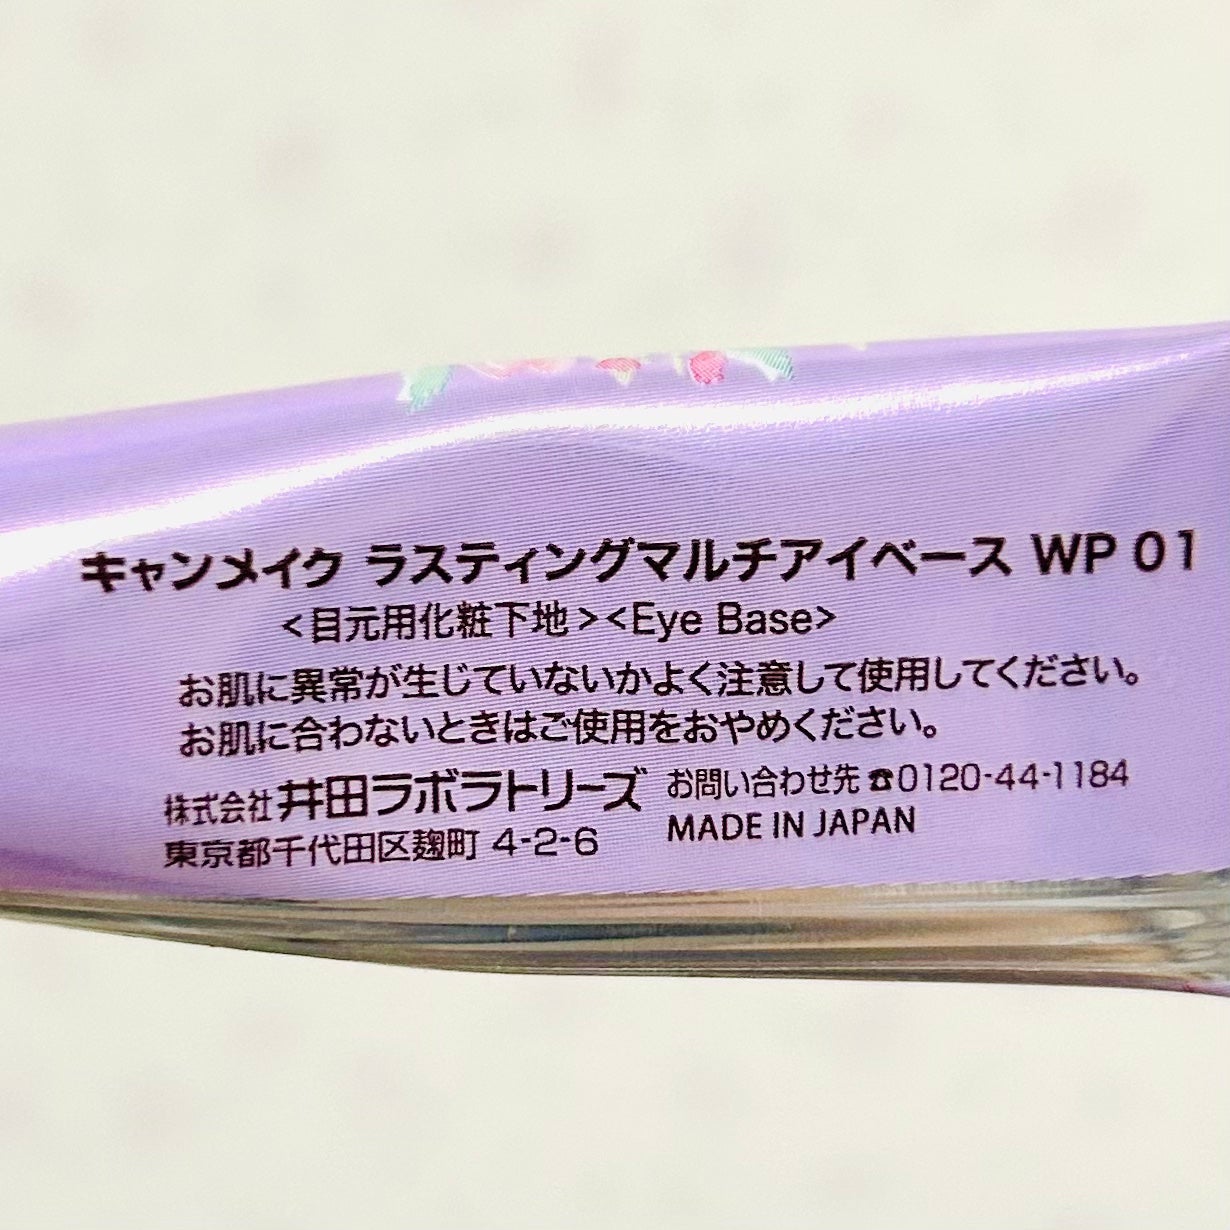 キャンメイク ラスティングマルチアイベース WP 01
<目元用化粧下地><Eye Base>
お肌に異常が生じていないかよく注意して使用してください。
お肌に合わないときはご使用をおやめください。
株式会社井田ラボラトリーズ
東京都千代田区麹町 4-2-6
お問い合わせ先 ☎0120-44-1184
MADE IN JAPAN